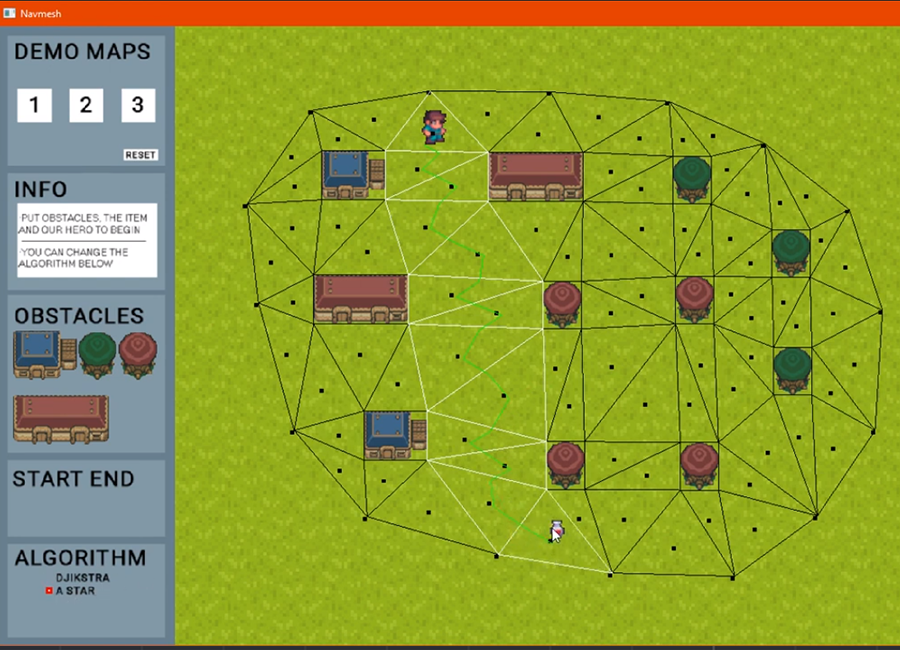 Navmesh
DEMO MAPS
1 2 3
RESET
INFO
PUT OBSTACLES, THE ITEM
AND OUR HERO TO BEGIN
YOU CAN CHANGE THE
ALGORITHM BELOW
OBSTACLES
START END
ALGORITHM
DJIKSTRA
A STAR